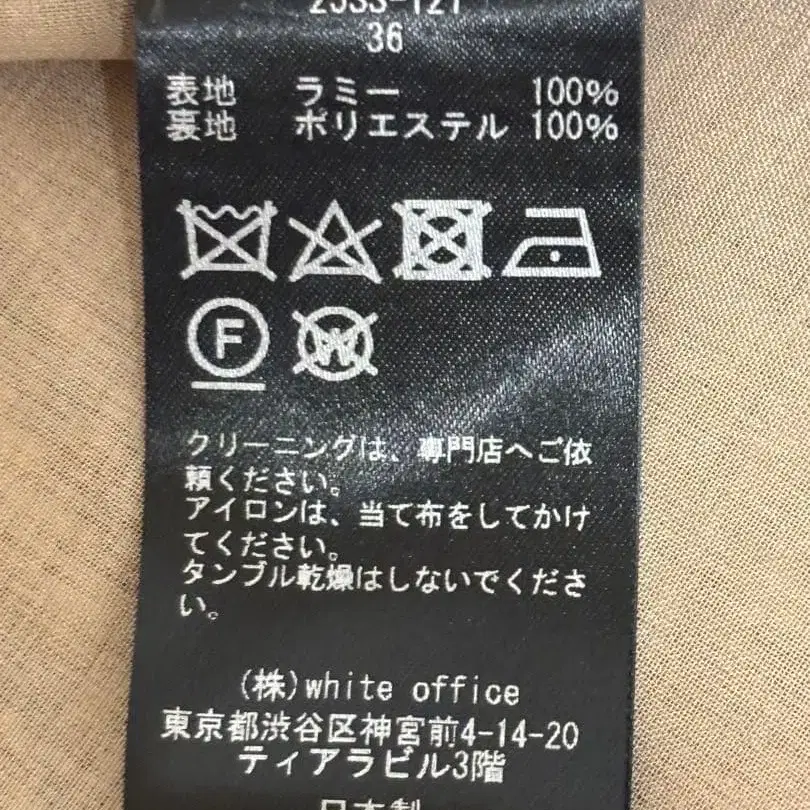 36
表地 ラミー 100%
裏地 ポリエステル 100%
F
W
クリーニングは、専門店へご依
頼ください。
アイロンは、当て布をしてかけ
てください。
タンブル乾燥はしないでくださ
い。
(株)white office
東京都渋谷区神宮前4-14-20
ティアラビル3階
日本製